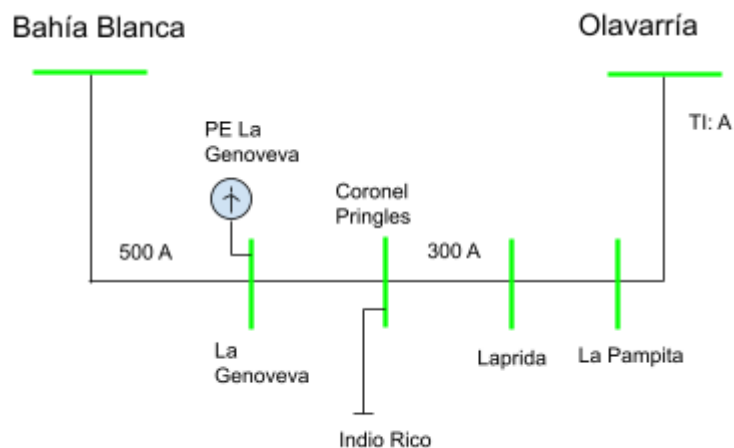 Bahía Blanca
Olavarría
TI: A
PE La
Genoveva
Coronel
Pringles
500 A
300 A
La
Genoveva
Laprida
La Pampita
Indio Rico